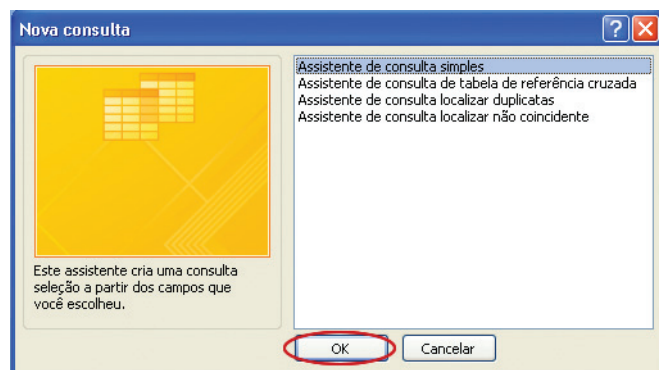 Nova consulta
Assistente de consulta simples
Assistente de consulta de tabela de referência cruzada
Assistente de consulta localizar duplicatas
Assistente de consulta localizar não coincidente
Este assistente cria uma consulta
seleção a partir dos campos que
você escolheu.
OK
Cancelar